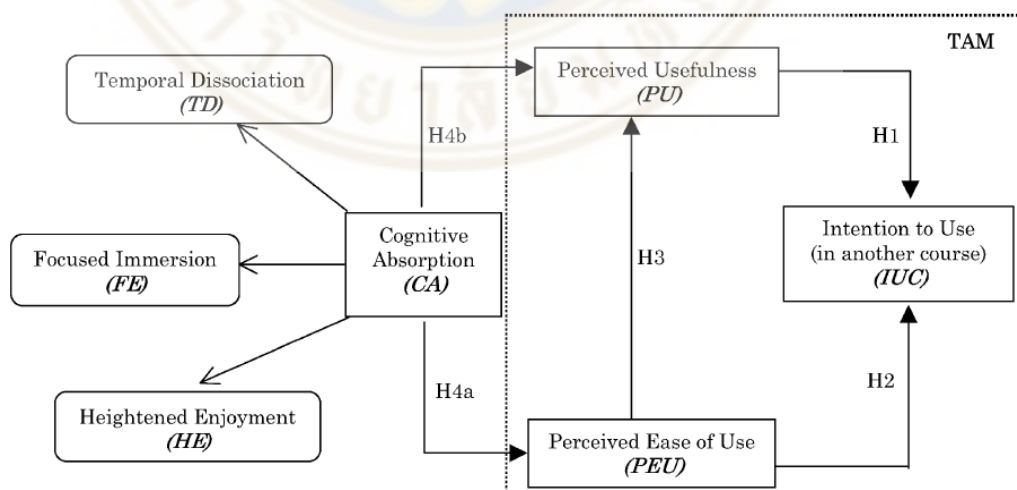 TAM
Temporal Dissociation
(TD)
Perceived Usefulness
(PU)
H4b
H1
Cognitive
Absorption
(CA)
Focused Immersion
(FE)
H3
Intention to Use
(in another course)
(IUC)
H4a
H2
Heightened Enjoyment
(HE)
Perceived Ease of Use
(PEU)